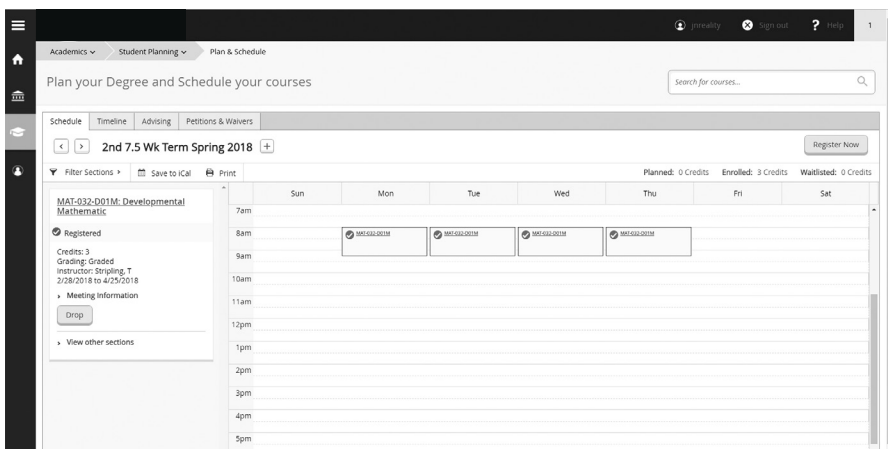 jnreality Sign out ? Help 1
Academics Student Planning Plan & Schedule
Plan your Degree and Schedule your courses
Search for courses...
Schedule Timeline Advising Petitions & Waivers
< > 2nd 7.5 Wk Term Spring 2018 +
Register Now
Filter Sections > Save to iCal Print
Planned: 0 Credits Enrolled: 3 Credits Waitlisted: 0 Credits
MAT-032-D01M: Developmental
Mathematic
Registered
Credits: 3
Grading: Graded
Instructor: Stripling, T
2/28/2018 to 4/25/2018
› Meeting Information
Drop
› View other sections
Sun Mon Tue Wed Thu Fri Sat
7am
8am MAT-032-D01M MAT-032-D01M MAT-032-D01M MAT-032-D01M
9am
10am
11am
12pm
1pm
2pm
3pm
4pm
5pm